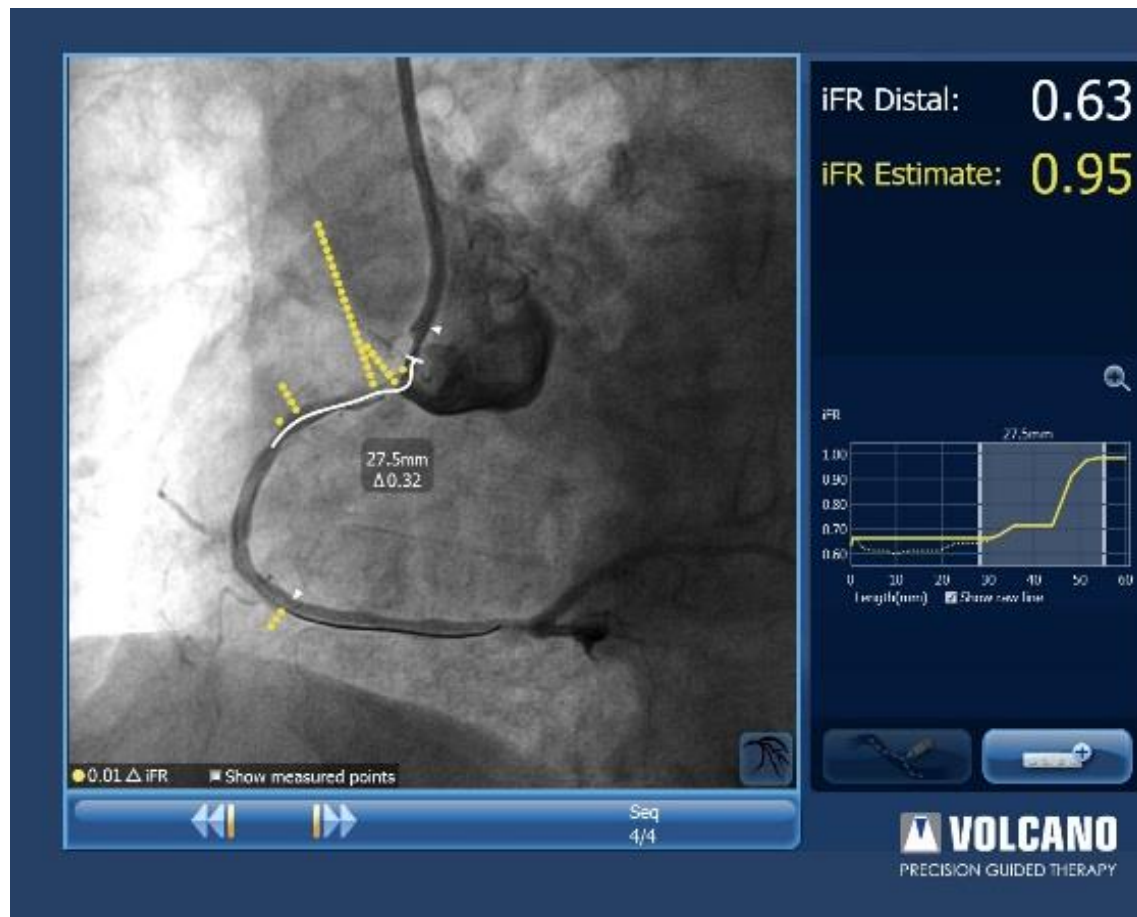 iFR Distal: 0.63
iFR Estimate: 0.95
27.5mm
Δ0.32
iFR
27.5mm
1.00
0.90
0.80
0.70
0.60
0 10 20 30 40 50 60
Length(mm) Show raw line
0.01 Δ iFR Show measured points
Seq
4/4
VOLCANO
PRECISION GUIDED THERAPY